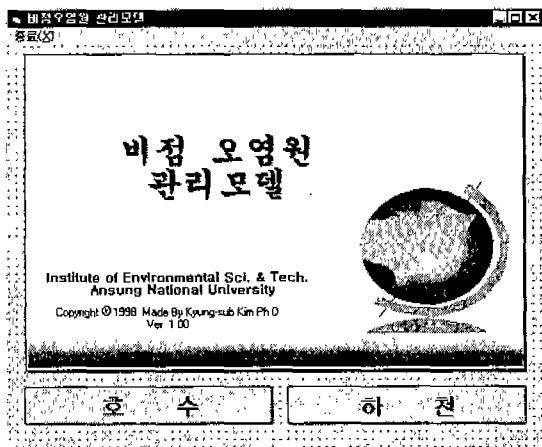 비점오염원 관리모델
종료(X)
비점 오염원
관리모델
Institute of Environmental Sci. & Tech.
Ansung National University
Copyright ©1998 Made By Kyung-sub Kim Ph D
Ver 1.00
호 수
하 천